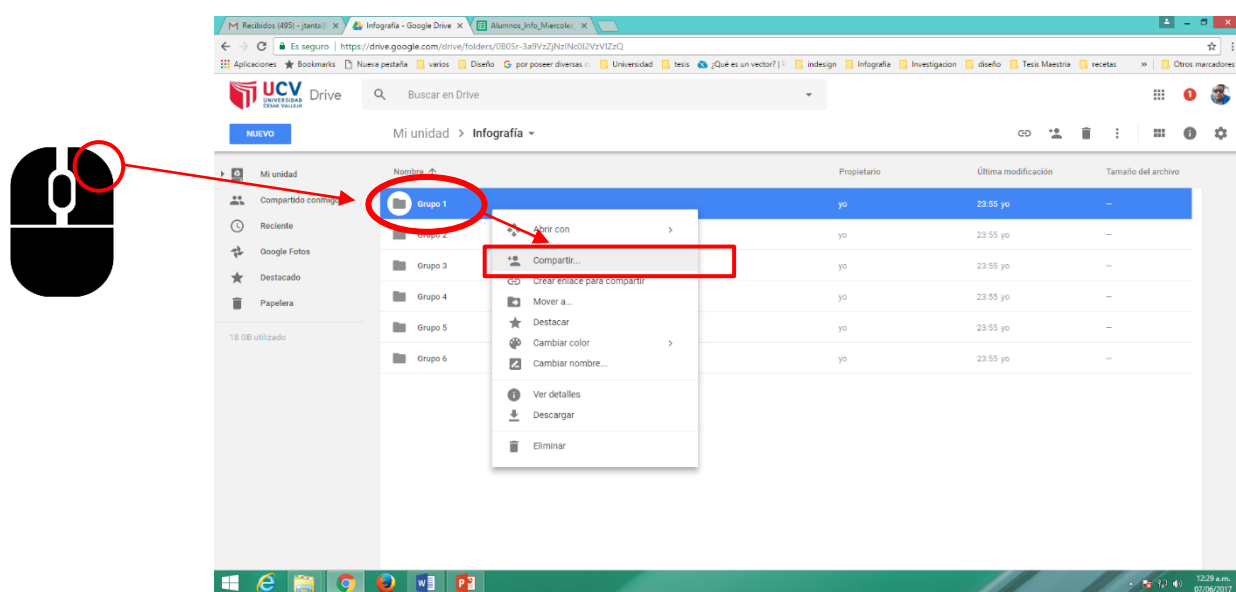 Recibidos (495) - jtanta
Infografía - Google Drive
Alumnos_Info_Miercoles_
Es seguro
https://drive.google.com/drive/folders/0B05r-3a9VzZjNzlNc0l2VzVIZzQ
Aplicaciones Bookmarks Nueva pestaña varios Diseño por poseer diversas Universidad tesis ¿Qué es un vector? | indesign Infografia Investigacion diseño Tesis Maestria recetas » Otros marcadores
UCV
UNIVERSIDAD
CÉSAR VALLEJO
Drive
Buscar en Drive
1
NUEVO
Mi unidad > Infografía
Mi unidad
Compartido conmigo
Reciente
Google Fotos
Destacado
Papelera
18 GB utilizado
Nombre ↑ Propietario Última modificación Tamaño del archivo
Grupo 1 yo 23:55 yo –
Grupo 2 yo 23:55 yo –
Grupo 3 yo 23:55 yo –
Grupo 4 yo 23:55 yo –
Grupo 5 yo 23:55 yo –
Grupo 6 yo 23:55 yo –
Abrir con
Compartir...
Crear enlace para compartir
Mover a...
Destacar
Cambiar color
Cambiar nombre...
Ver detalles
Descargar
Eliminar
12:29 a.m.
07/06/2017